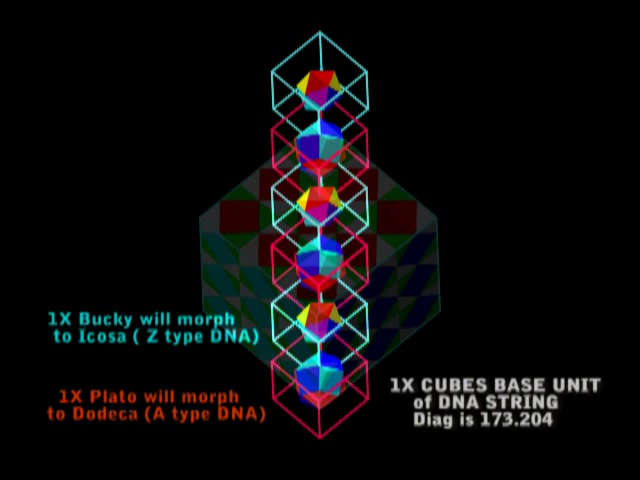 1X Bucky will morph
to Icosa ( Z type DNA)
1X Plato will morph
to Dodeca (A type DNA)
1X CUBES BASE UNIT
of DNA STRING
Diag is 173.204